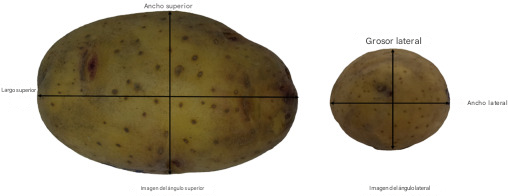 Ancho superior
Grosor lateral
Largo superior
Ancho lateral
Imagen del ángulo superior
Imagen del ángulo lateral